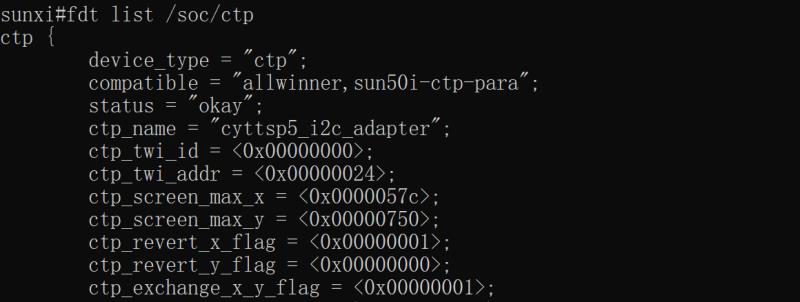 sunxi#fdt list /soc/ctp
ctp {
device_type = "ctp";
compatible = "allwinner,sun50i-ctp-para";
status = "okay";
ctp_name = "cyttsp5_i2c_adapter";
ctp_twi_id = <0x00000000>;
ctp_twi_addr = <0x00000024>;
ctp_screen_max_x = <0x0000057c>;
ctp_screen_max_y = <0x00000750>;
ctp_revert_x_flag = <0x00000001>;
ctp_revert_y_flag = <0x00000000>;
ctp_exchange_x_y_flag = <0x00000001>;